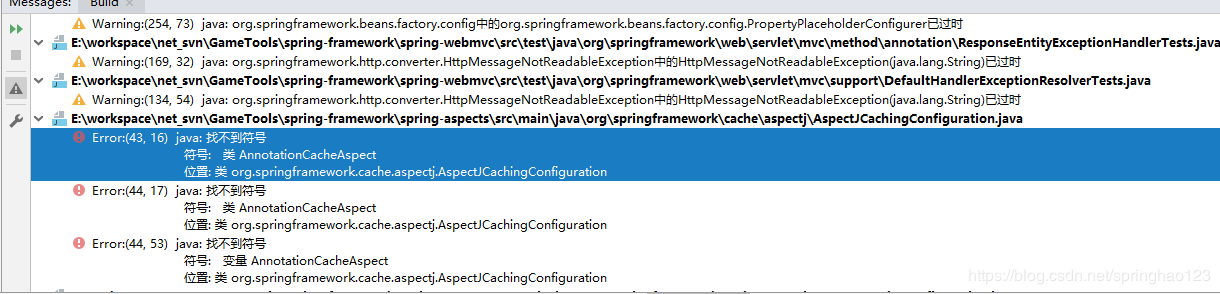 Messages: Build
Warning:(254, 73) java: org.springframework.beans.factory.config中的org.springframework.beans.factory.config.PropertyPlaceholderConfigurer已过时
E:\workspace\net_svn\GameTools\spring-framework\spring-webmvc\src\test\java\org\springframework\web\servlet\mvc\method\annotation\ResponseEntityExceptionHandlerTests.java
Warning:(169, 32) java: org.springframework.http.converter.HttpMessageNotReadableException中的HttpMessageNotReadableException(java.lang.String)已过时
E:\workspace\net_svn\GameTools\spring-framework\spring-webmvc\src\test\java\org\springframework\web\servlet\mvc\support\DefaultHandlerExceptionResolverTests.java
Warning:(134, 54) java: org.springframework.http.converter.HttpMessageNotReadableException中的HttpMessageNotReadableException(java.lang.String)已过时
E:\workspace\net_svn\GameTools\spring-framework\spring-aspects\src\main\java\org\springframework\cache\aspectj\AspectJCachingConfiguration.java
Error:(43, 16) java: 找不到符号
符号: 类 AnnotationCacheAspect
位置: 类 org.springframework.cache.aspectj.AspectJCachingConfiguration
Error:(44, 17) java: 找不到符号
符号: 类 AnnotationCacheAspect
位置: 类 org.springframework.cache.aspectj.AspectJCachingConfiguration
Error:(44, 53) java: 找不到符号
符号: 变量 AnnotationCacheAspect
位置: 类 org.springframework.cache.aspectj.AspectJCachingConfiguration
https://blog.csdn.net/springhao123